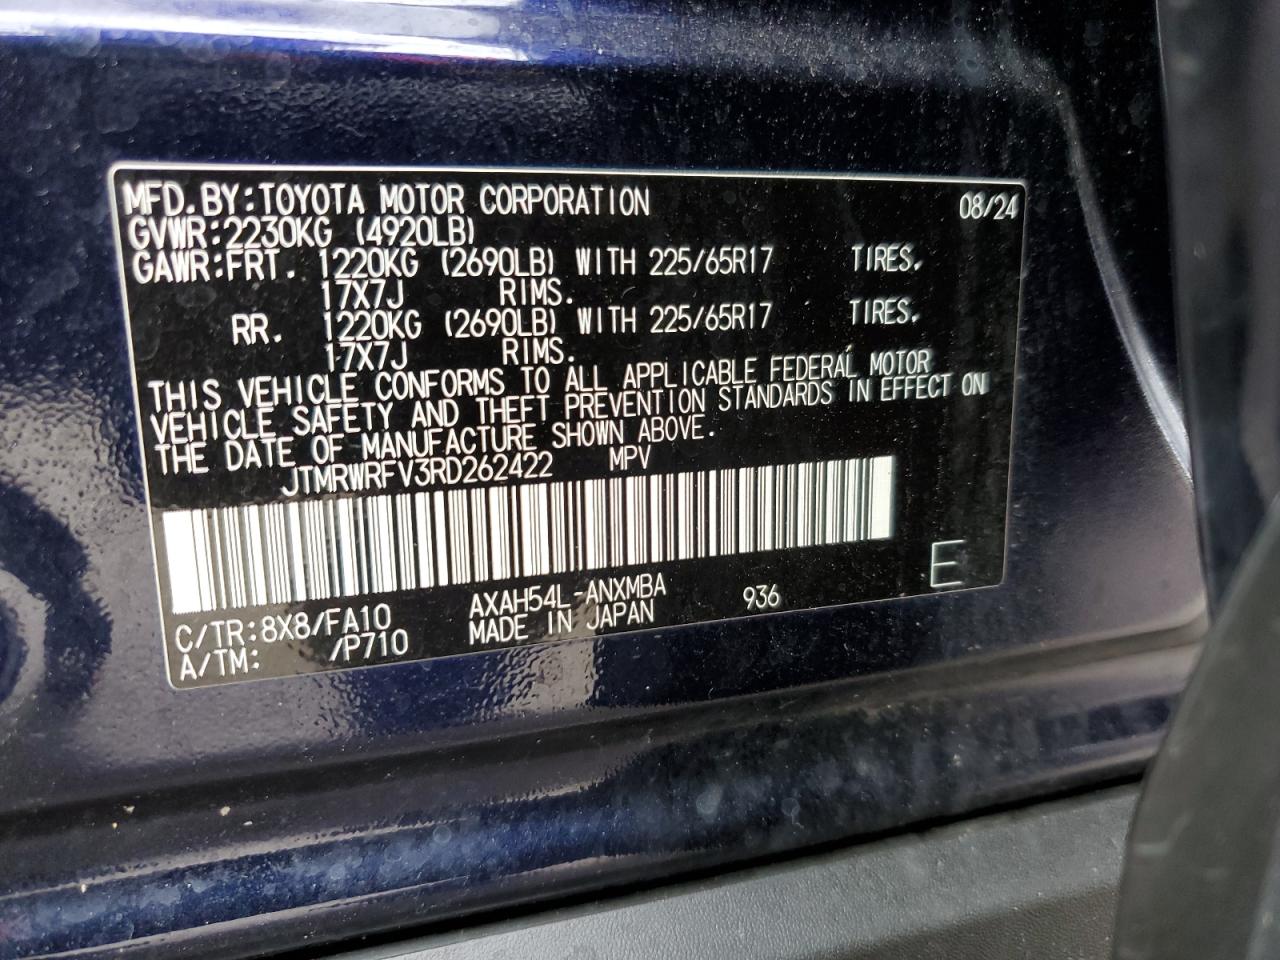 MFD.BY:TOYOTA MOTOR CORPORATION 08/24
GVWR:2230KG (4920LB)
GAWR:FRT. 1220KG (2690LB) WITH 225/65R17 TIRES.
17X7J RIMS.
RR. 1220KG (2690LB) WITH 225/65R17 TIRES.
17X7J RIMS.
THIS VEHICLE CONFORMS TO ALL APPLICABLE FEDERAL MOTOR
VEHICLE SAFETY AND THEFT PREVENTION STANDARDS IN EFFECT ON
THE DATE OF MANUFACTURE SHOWN ABOVE.
JTMRWRFV3RD262422 MPV
C/TR:8X8/FA10 AXAH54L-ANXMBA 936 E
A/TM: /P710 MADE IN JAPAN